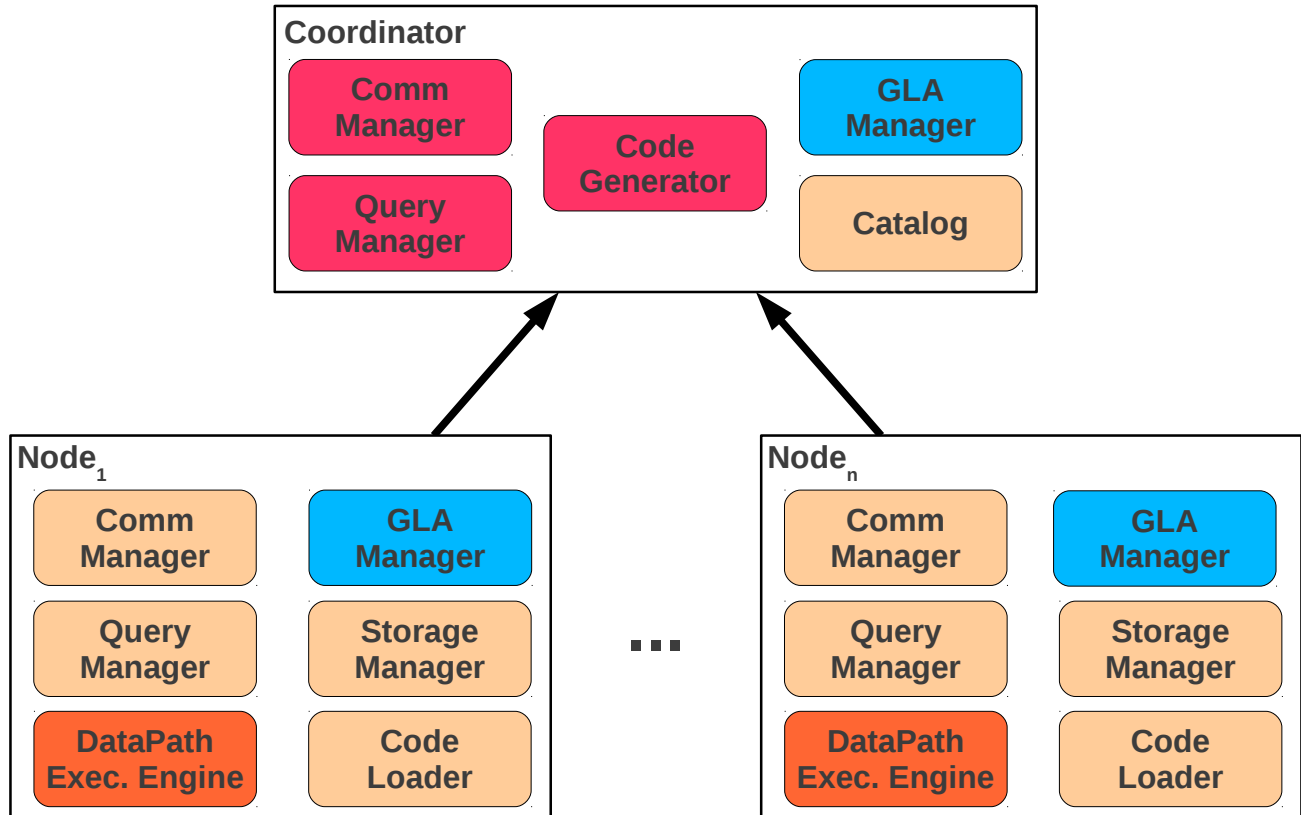 Coordinator
Comm
Manager
GLA
Manager
Code
Generator
Query
Manager
Catalog
Node1
Comm
Manager
GLA
Manager
Query
Manager
Storage
Manager
DataPath
Exec. Engine
Code
Loader
...
Noden
Comm
Manager
GLA
Manager
Query
Manager
Storage
Manager
DataPath
Exec. Engine
Code
Loader